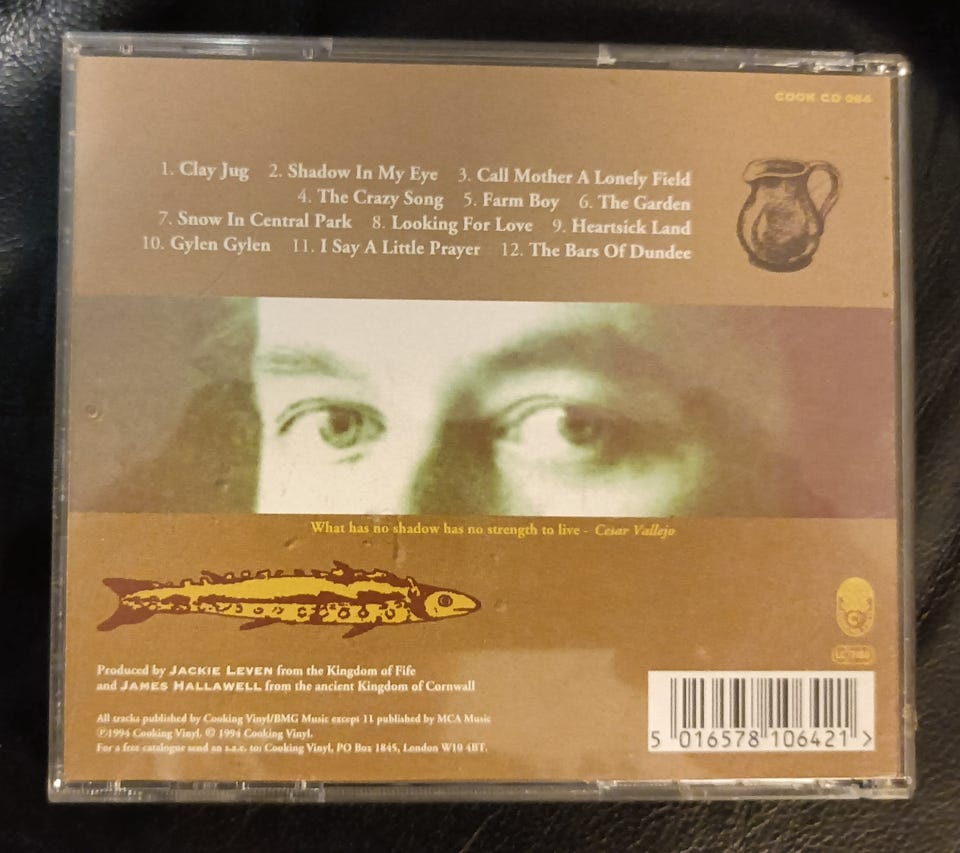 COOK CD 064
1. Clay Jug 2. Shadow In My Eye 3. Call Mother A Lonely Field
4. The Crazy Song 5. Farm Boy 6. The Garden
7. Snow In Central Park 8. Looking For Love 9. Heartsick Land
10. Gylen Gylen 11. I Say A Little Prayer 12. The Bars Of Dundee
What has no shadow has no strength to live - Cesar Vallejo
Produced by JACKIE LEVEN from the Kingdom of Fife
and JAMES HALLAWELL from the ancient Kingdom of Cornwall
All tracks published by Cooking Vinyl/BMG Music except 11 published by MCA Music
℗1994 Cooking Vinyl. © 1994 Cooking Vinyl.
For a free catalogue send an s.a.e. to: Cooking Vinyl, PO Box 1845, London W10 4BT.
5 016578 106421 >